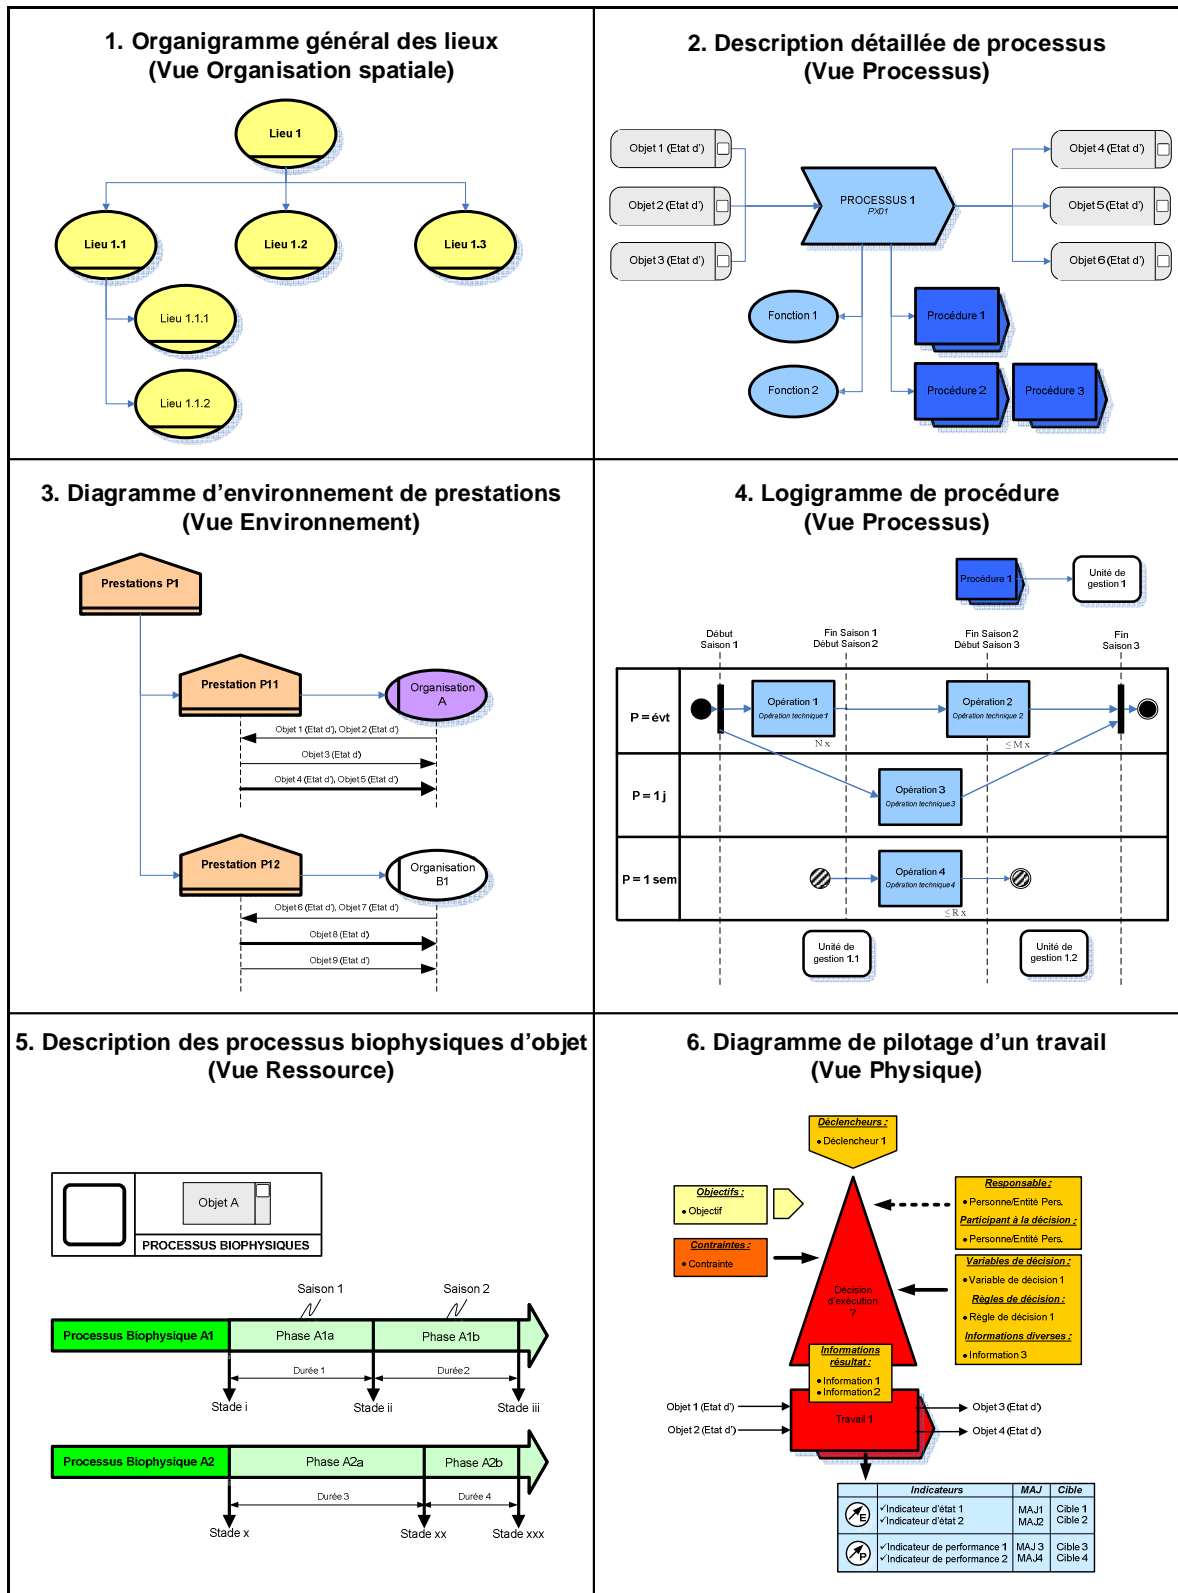 1. Organigramme général des lieux
(Vue Organisation spatiale)
Lieu 1
Lieu 1.1
Lieu 1.2
Lieu 1.3
Lieu 1.1.1
Lieu 1.1.2
2. Description détaillée de processus
(Vue Processus)
Objet 1 (Etat d')
Objet 2 (Etat d')
Objet 3 (Etat d')
PROCESSUS 1
PX01
Objet 4 (Etat d')
Objet 5 (Etat d')
Objet 6 (Etat d')
Fonction 1
Fonction 2
Procédure 1
Procédure 2
Procédure 3
3. Diagramme d'environnement de prestations
(Vue Environnement)
Prestations P1
Prestation P11
Organisation
A
Objet 1 (Etat d'), Objet 2 (Etat d')
Objet 3 (Etat d')
Objet 4 (Etat d'), Objet 5 (Etat d')
Prestation P12
Organisation
B1
Objet 6 (Etat d'), Objet 7 (Etat d')
Objet 8 (Etat d')
Objet 9 (Etat d')
4. Logigramme de procédure
(Vue Processus)
Procédure 1
Unité de
gestion 1
Début
Saison 1
Fin Saison 1
Début Saison 2
Fin Saison 2
Début Saison 3
Fin
Saison 3
P = évt
Opération 1
Opération technique 1
N x
Opération 2
Opération technique 2
≤ M x
P = 1 j
Opération 3
Opération technique 3
P = 1 sem
Opération 4
Opération technique 4
≤ R x
Unité de
gestion 1.1
Unité de
gestion 1.2
5. Description des processus biophysiques d'objet
(Vue Ressource)
Objet A
PROCESSUS BIOPHYSIQUES
Saison 1
Saison 2
Processus Biophysique A1
Phase A1a
Phase A1b
Durée 1
Durée 2
Stade i
Stade ii
Stade iii
Processus Biophysique A2
Phase A2a
Phase A2b
Durée 3
Durée 4
Stade x
Stade xx
Stade xxx
6. Diagramme de pilotage d'un travail
(Vue Physique)
Déclencheurs :
• Déclencheur 1
Objectifs :
• Objectif
Contraintes :
• Contrainte
Responsable :
• Personne/Entité Pers.
Participant à la décision :
• Personne/Entité Pers.
Variables de décision :
• Variable de décision 1
Règles de décision :
• Règle de décision 1
Informations diverses :
• Information 3
Décision
d'exécution
?
Informations
résultat :
• Information 1
• Information 2
Objet 1 (Etat d')
Objet 2 (Etat d')
Travail 1
Objet 3 (Etat d')
Objet 4 (Etat d')
Indicateurs MAJ Cible
E ✓Indicateur d'état 1 MAJ1 Cible 1
✓Indicateur d'état 2 MAJ2 Cible 2
P ✓Indicateur de performance 1 MAJ 3 Cible 3
✓Indicateur de performance 2 MAJ4 Cible 4